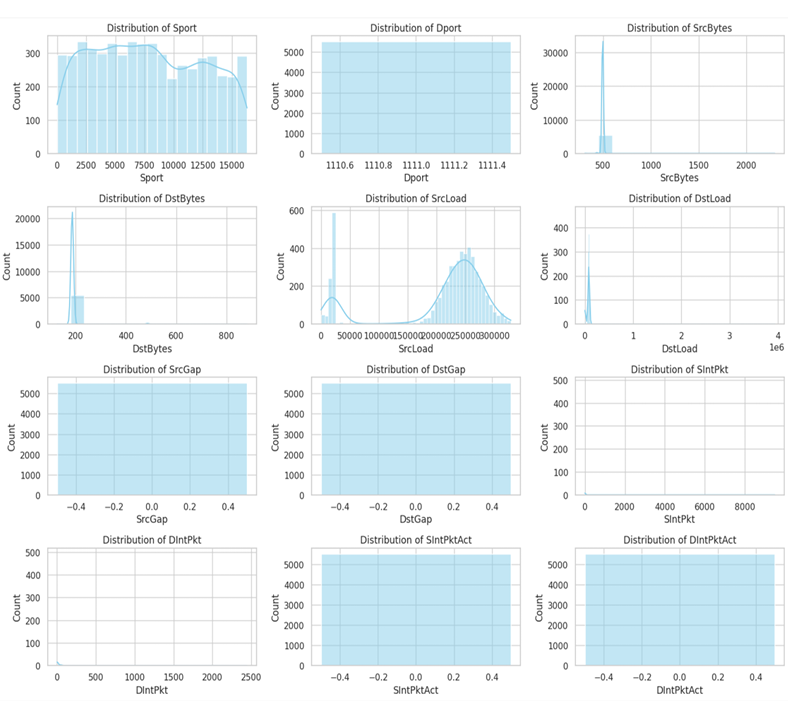 Distribution of Sport
Count
300
200
100
0
0 2500 5000 7500 10000 12500 15000
Sport
Distribution of Dport
Count
5000
4000
3000
2000
1000
0
1110.6 1110.8 1111.0 1111.2 1111.4
Dport
Distribution of SrcBytes
Count
30000
20000
10000
0
500 1000 1500 2000
SrcBytes
Distribution of DstBytes
Count
20000
15000
10000
5000
0
200 400 600 800
DstBytes
Distribution of SrcLoad
Count
600
400
200
0
0 50000 100000 150000 200000 250000 300000
SrcLoad
Distribution of DstLoad
Count
400
300
200
100
0
0 1 2 3 4
1e6
DstLoad
Distribution of SrcGap
Count
5000
4000
3000
2000
1000
0
−0.4 −0.2 0.0 0.2 0.4
SrcGap
Distribution of DstGap
Count
5000
4000
3000
2000
1000
0
−0.4 −0.2 0.0 0.2 0.4
DstGap
Distribution of SIntPkt
Count
500
400
300
200
100
0
0 2000 4000 6000 8000
SIntPkt
Distribution of DIntPkt
Count
500
400
300
200
100
0
0 500 1000 1500 2000 2500
DIntPkt
Distribution of SIntPktAct
Count
5000
4000
3000
2000
1000
0
−0.4 −0.2 0.0 0.2 0.4
SIntPktAct
Distribution of DIntPktAct
Count
5000
4000
3000
2000
1000
0
−0.4 −0.2 0.0 0.2 0.4
DIntPktAct